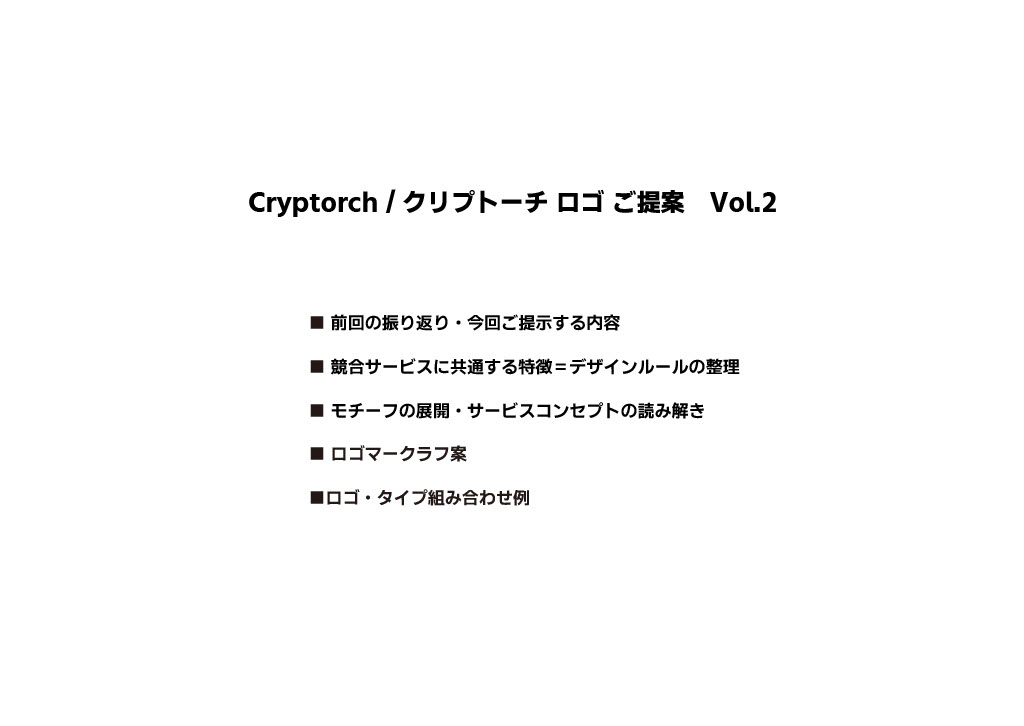 Cryptorch / クリプトーチ ロゴ ご提案　Vol.2
■ 前回の振り返り・今回ご提示する内容
■ 競合サービスに共通する特徴＝デザインルールの整理
■ モチーフの展開・サービスコンセプトの読み解き
■ ロゴマークラフ案
■ロゴ・タイプ組み合わせ例